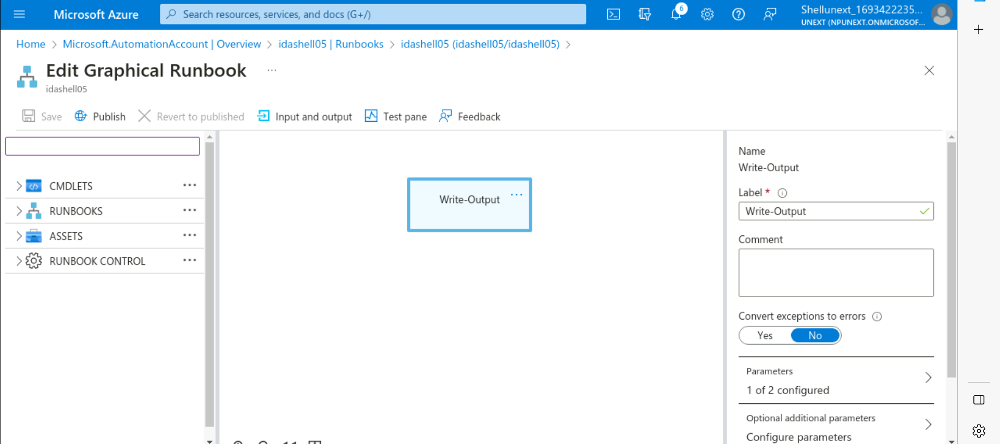 Microsoft Azure
Search resources, services, and docs (G+/)
6
Shellunext_1693422235...
UNEXT (NPUNEXT.ONMICROSOF...
Home > Microsoft.AutomationAccount | Overview > idashell05 | Runbooks > idashell05 (idashell05/idashell05) >
Edit Graphical Runbook ...
idashell05
Save Publish Revert to published Input and output Test pane Feedback
CMDLETS ...
RUNBOOKS ...
ASSETS ...
RUNBOOK CONTROL ...
Write-Output ...
Name
Write-Output
Label *
Write-Output
Comment
Convert exceptions to errors
Yes No
Parameters
1 of 2 configured
Optional additional parameters
Configure parameters